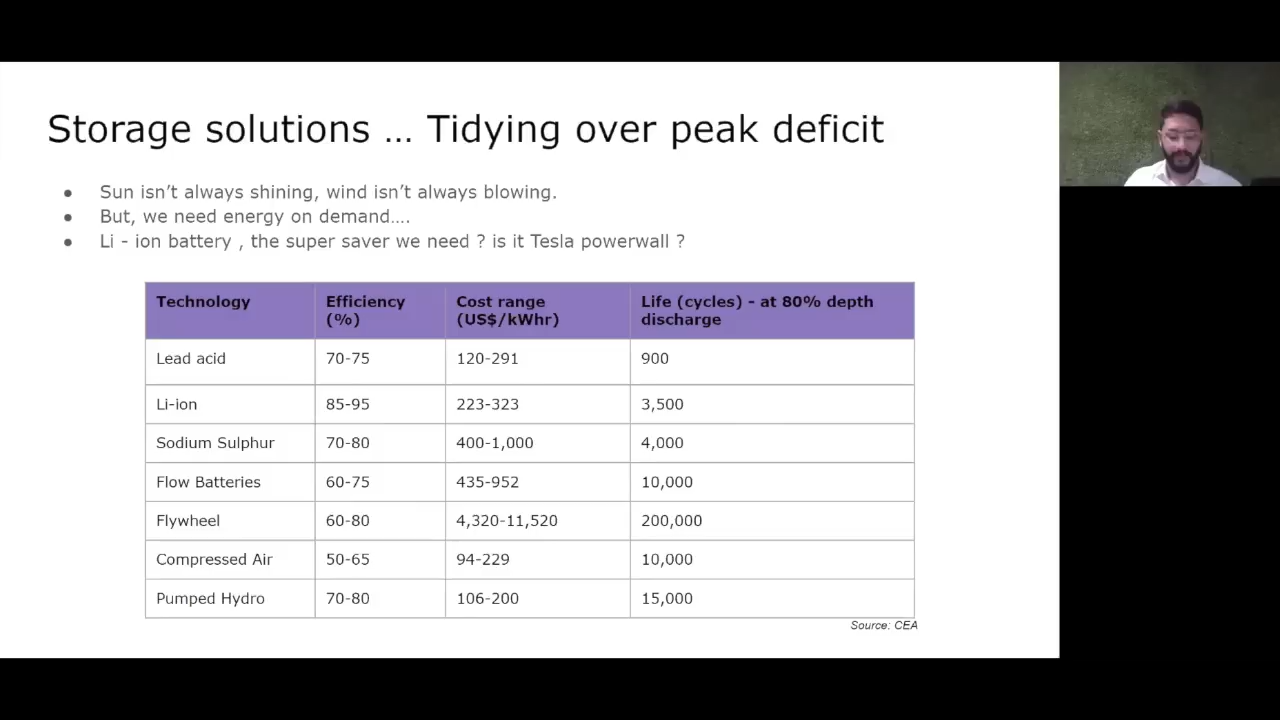 Storage solutions ... Tidying over peak deficit
● Sun isn't always shining, wind isn't always blowing.
● But, we need energy on demand....
● Li - ion battery , the super saver we need ? is it Tesla powerwall ?
Technology Efficiency (%) Cost range (US$/kWhr) Life (cycles) - at 80% depth discharge
Lead acid 70-75 120-291 900
Li-ion 85-95 223-323 3,500
Sodium Sulphur 70-80 400-1,000 4,000
Flow Batteries 60-75 435-952 10,000
Flywheel 60-80 4,320-11,520 200,000
Compressed Air 50-65 94-229 10,000
Pumped Hydro 70-80 106-200 15,000
Source: CEA